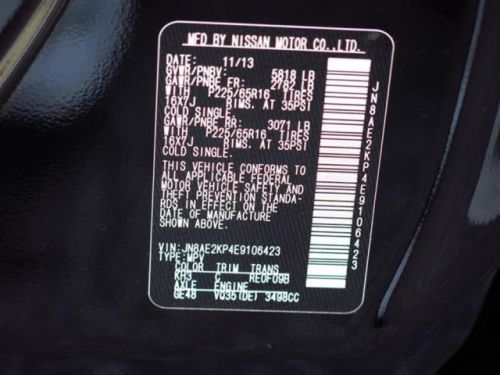 MFD BY NISSAN MOTOR CO.,LTD.
DATE: 11/13
GVWR/PNBV: 5818 LB
GAWR/PNBE FR: 2782 LB
WITH P225/65R16 TIRES
16X7J RIMS. AT 35PSI
COLD SINGLE.
GAWR/PNBE RR: 3071 LB
WITH P225/65R16 TIRES
16X7J RIMS. AT 35PSI
COLD SINGLE.
THIS VEHICLE CONFORMS TO
ALL APPLICABLE FEDERAL
MOTOR VEHICLE SAFETY AND
THEFT PREVENTION STANDA-
RDS IN EFFECT ON THE
DATE OF MANUFACTURE
SHOWN ABOVE.
VIN:JN8AE2KP4E9106423
TYPE:MPV
COLOR TRIM TRANS
KH3 C RE0F09B
AXLE ENGINE
GE48 VQ35(DE) 3498CC
JN8AE2KP4E9106423